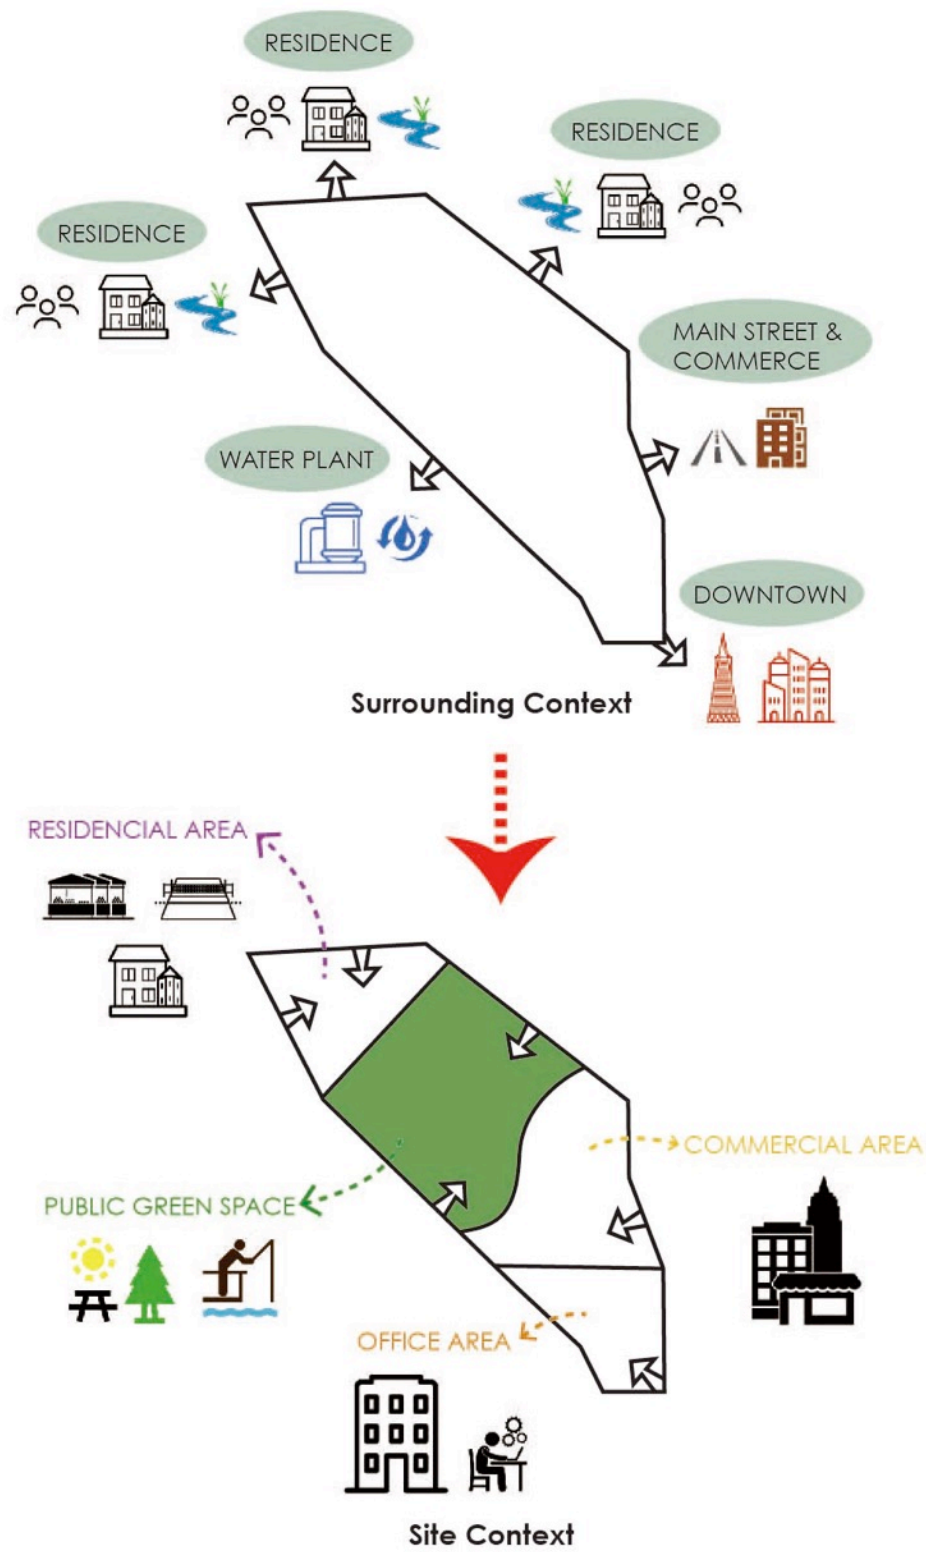 RESIDENCE
RESIDENCE
RESIDENCE
MAIN STREET &
COMMERCE
WATER PLANT
DOWNTOWN
Surrounding Context
RESIDENCIAL AREA
COMMERCIAL AREA
PUBLIC GREEN SPACE
OFFICE AREA
Site Context